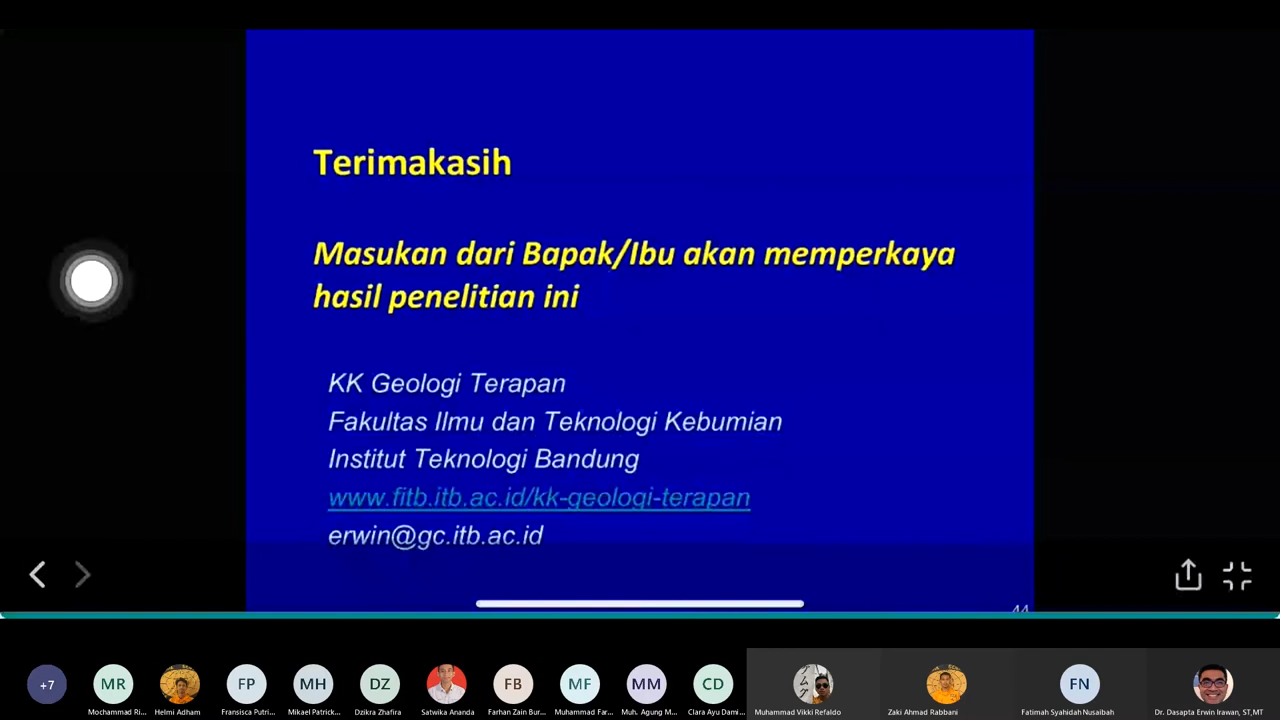 Terimakasih
Masukan dari Bapak/Ibu akan memperkaya
hasil penelitian ini
KK Geologi Terapan
Fakultas Ilmu dan Teknologi Kebumian
Institut Teknologi Bandung
www.fitb.itb.ac.id/kk-geologi-terapan
erwin@gc.itb.ac.id
44
+7
MR
FP
MH
DZ
FB
MF
MM
CD
FN
Mochammad Ri...
Helmi Adham
Fransisca Putri...
Mikael Patrick...
Dzikra Zhafira
Satwika Ananda
Farhan Zain Bur...
Muhammad Far...
Muh. Agung M...
Clara Ayu Dami...
Muhammad Vikki Refaldo
Zaki Ahmad Rabbani
Fatimah Syahidah Nusaibah
Dr. Dasapta Erwin Irawan, ST,MT